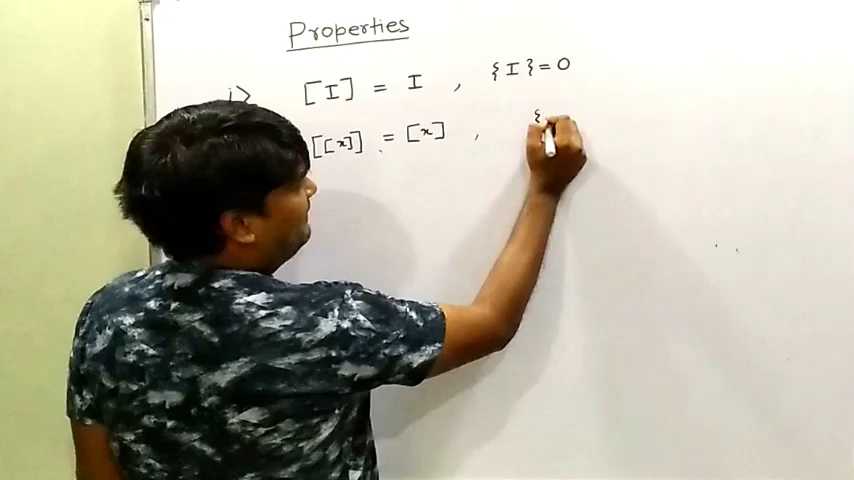 Properties
i> [I] = I , {I} = 0
[[x]] = [x] , {